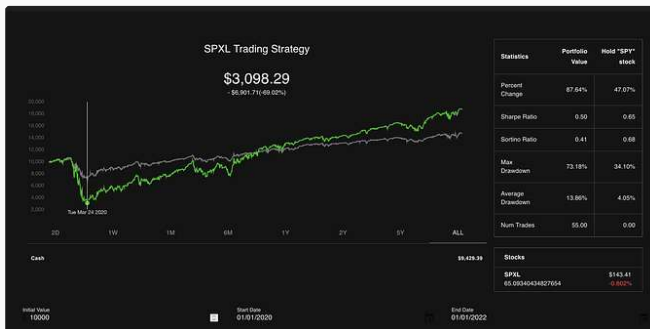 SPXL Trading Strategy
$3,098.29
- $6,901.71(-69.02%)
20,000
18,000
16,000
14,000
12,000
10,000
8,000
6,000
4,000
2,000
Tue Mar 24 2020
2D 1W 1M 6M 1Y 2Y 5Y ALL
Cash $9,429.39
Statistics Portfolio Value Hold "SPY" stock
Percent Change 87.64% 47.07%
Sharpe Ratio 0.50 0.65
Sortino Ratio 0.41 0.68
Max Drawdown 73.18% 34.10%
Average Drawdown 13.86% 4.05%
Num Trades 55.00 0.00
Stocks
SPXL $143.41
65.09340434827654 -0.802%
Initial Value
10000
Start Date
01/01/2020
End Date
01/01/2022